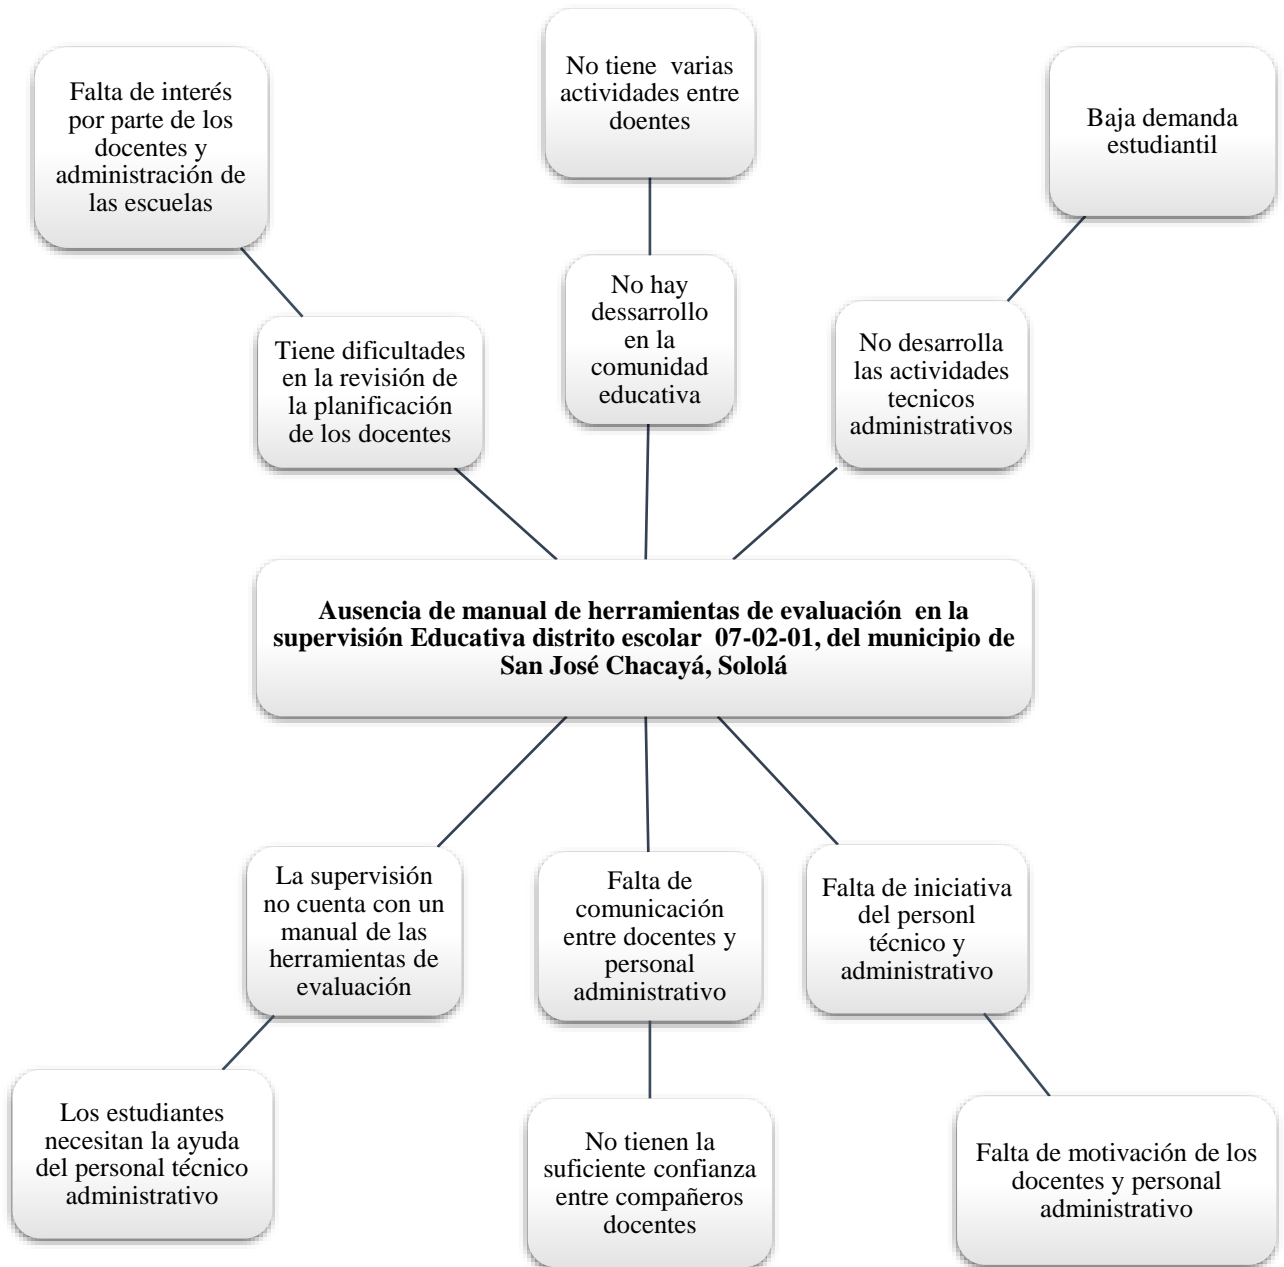 Falta de interés
por parte de los
docentes y
administración de
las escuelas
No tiene  varias
actividades entre
doentes
Baja demanda
estudiantil
Tiene dificultades
en la revisión de
la planificación
de los docentes
No hay
dessarrollo
en la
comunidad
educativa
No desarrolla
las actividades
tecnicos
administrativos
Ausencia de manual de herramientas de evaluación  en la
supervisión Educativa distrito escolar  07-02-01, del municipio de
San José Chacayá, Sololá
La supervisión
no cuenta con un
manual de las
herramientas de
evaluación
Falta de
comunicación
entre docentes y
personal
administrativo
Falta de iniciativa
del personl
técnico y
administrativo
Los estudiantes
necesitan la ayuda
del personal técnico
administrativo
No tienen la
suficiente confianza
entre compañeros
docentes
Falta de motivación de los
docentes y personal
administrativo